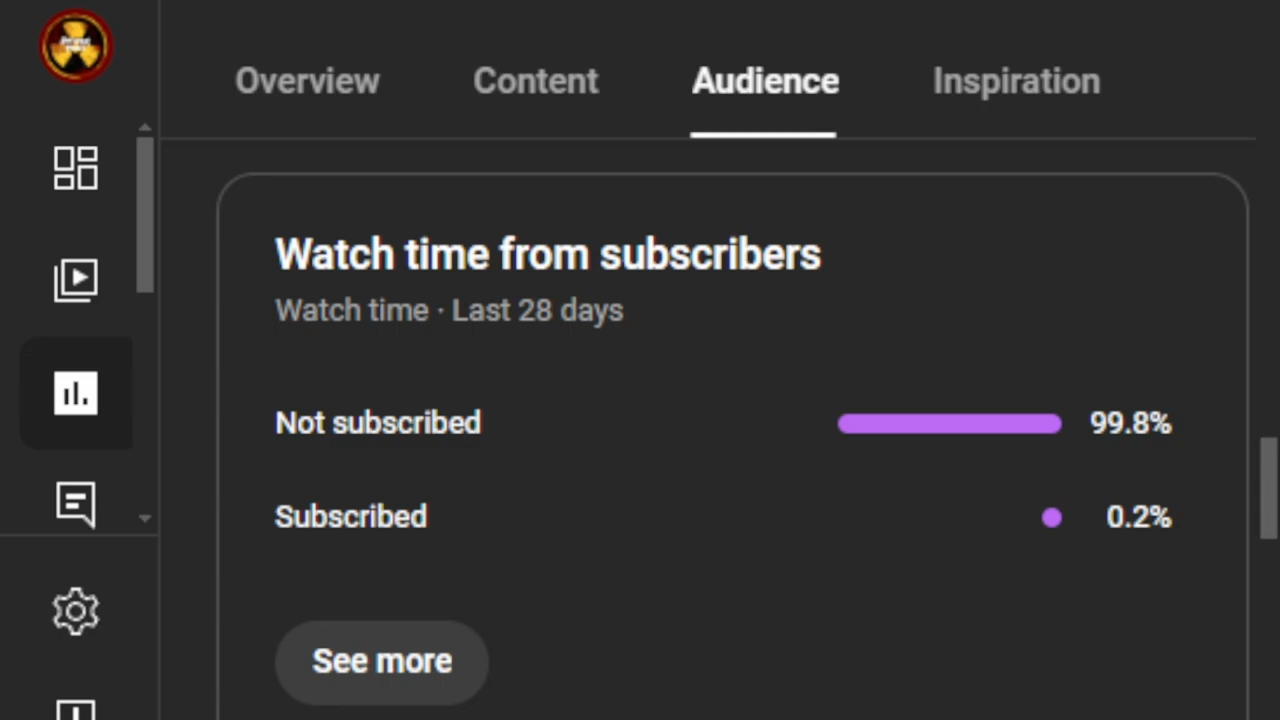 Overview Content Audience Inspiration
Watch time from subscribers
Watch time · Last 28 days
Not subscribed 99.8%
Subscribed 0.2%
See more